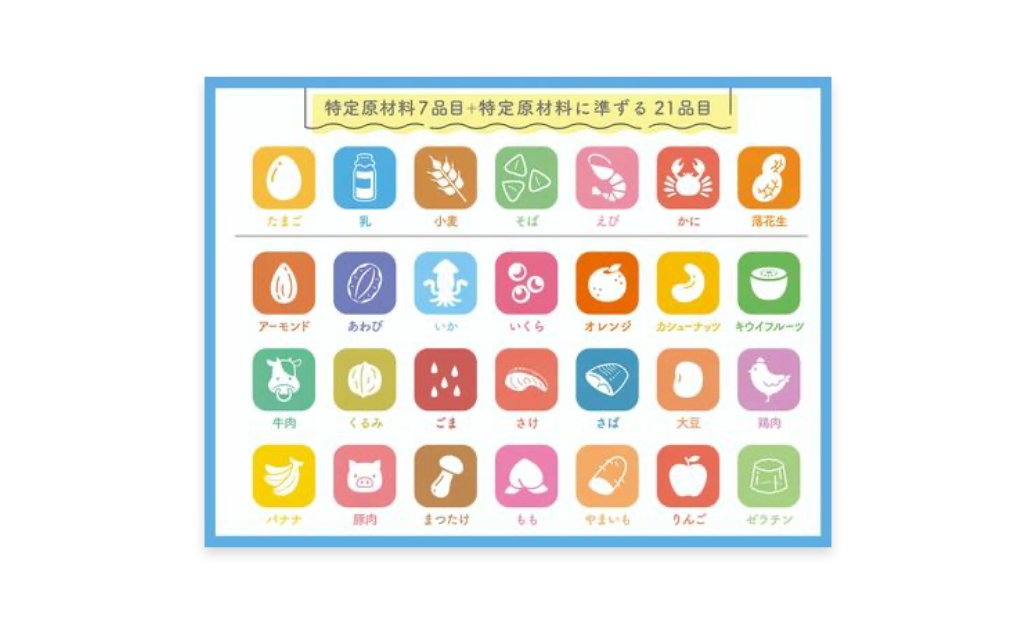 特定原材料7品目+特定原材料に準ずる 21品目
たまご 乳 小麦 そば えび かに 落花生
アーモンド あわび いか いくら オレンジ カシューナッツ キウイフルーツ
牛肉 くるみ ごま さけ さば 大豆 鶏肉
バナナ 豚肉 まつたけ もも やまいも りんご ゼラチン